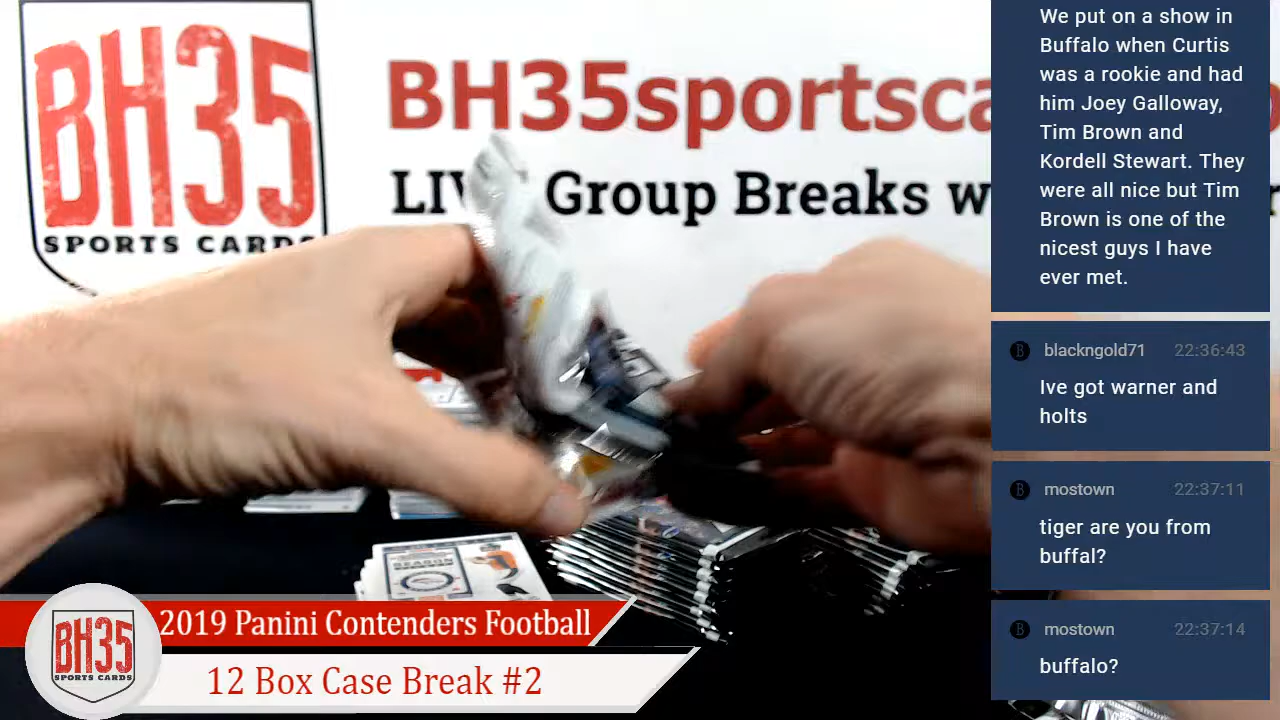 BH35
SPORTS CARDS
BH35sportsca
Group Breaks w
We put on a show in
Buffalo when Curtis
was a rookie and had
him Joey Galloway,
Tim Brown and
Kordell Stewart. They
were all nice but Tim
Brown is one of the
nicest guys I have
ever met.
blackngold71 22:36:43
Ive got warner and
holts
mostown 22:37:11
tiger are you from
buffal?
mostown 22:37:14
buffalo?
SEASON
BH35
SPORTS CARDS
2019 Panini Contenders Football
12 Box Case Break #2